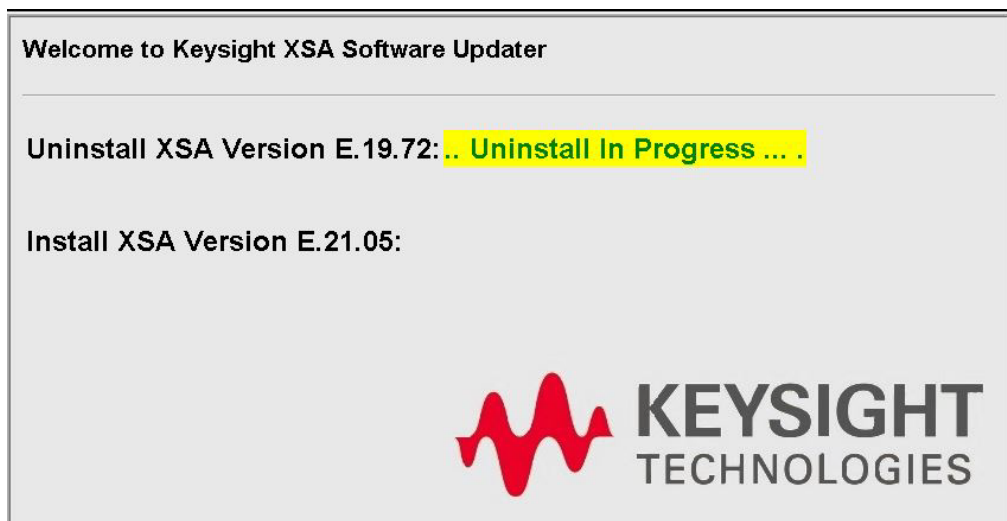 Welcome to Keysight XSA Software Updater
Uninstall XSA Version E.19.72: .. Uninstall In Progress ... .
Install XSA Version E.21.05:
KEYSIGHT
TECHNOLOGIES